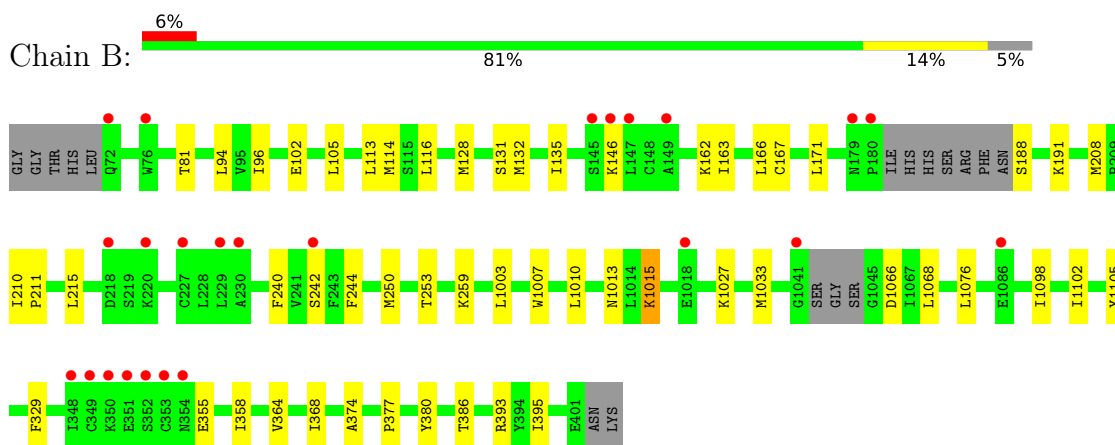 6%
Chain B:
81% 14% 5%
GLY GLY THR HIS LEU Q72 W76 T81 L94 V95 I96 E102 L105 L113 M114 S115 L116 M128 S131 M132 I135 S145 K146 L147 C148 A149 K162 I163 L166 C167 L171 N179 P180 ILE HIS HIS SER ARG PHE ASN S188 K191 M208 P209
I210 P211 L215 D218 S219 K220 C227 L228 L229 A230 F240 V241 S242 F243 F244 M250 T253 K259 L1003 W1007 L1010 N1013 L1014 K1015 E1018 K1027 M1033 G1041 SER GLY SER G1045 D1066 I1067 L1068 L1076 E1086 I1098 I1102 Y1105
F329 I348 C349 K350 E351 S352 C353 N354 E355 I358 V364 I368 A374 P377 Y380 T386 R393 Y394 I395 E401 ASN LYS